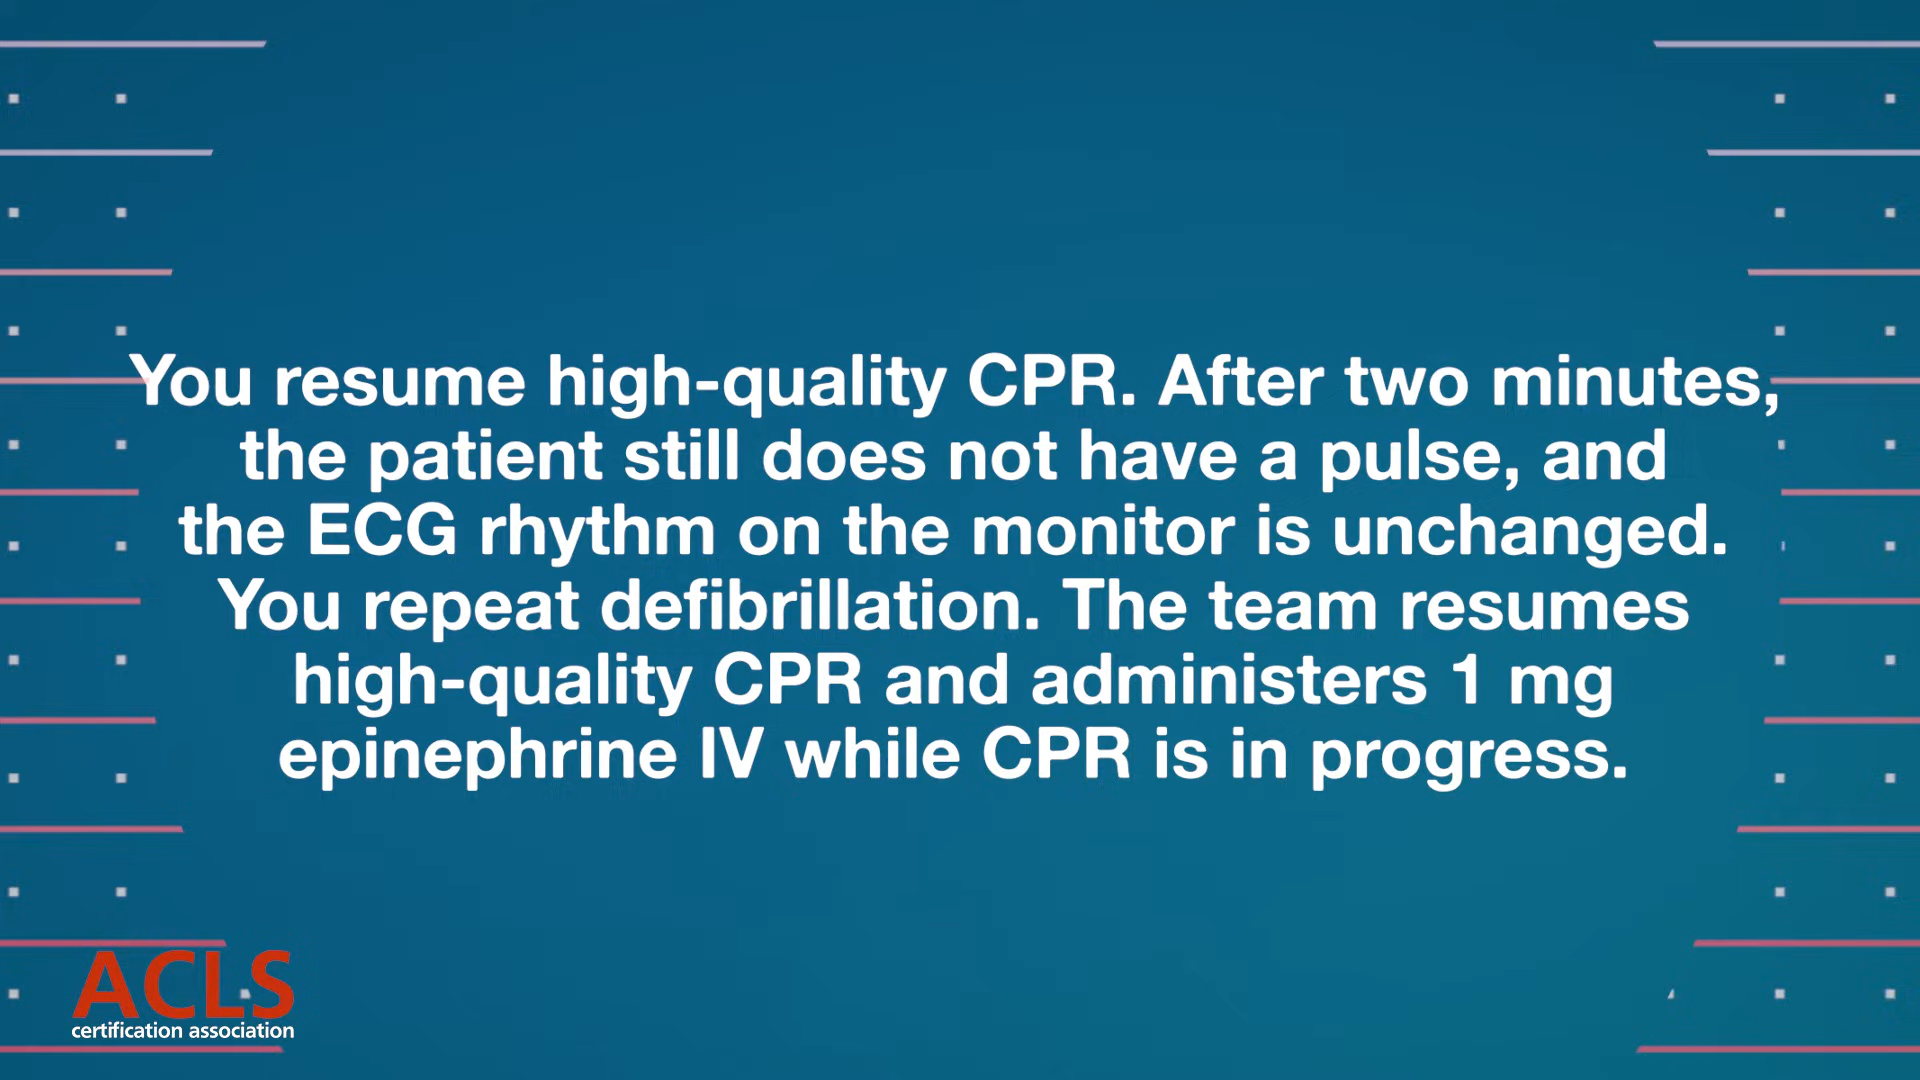 You resume high-quality CPR. After two minutes,
the patient still does not have a pulse, and
the ECG rhythm on the monitor is unchanged.
You repeat defibrillation. The team resumes
high-quality CPR and administers 1 mg
epinephrine IV while CPR is in progress.
ACLS
certification association